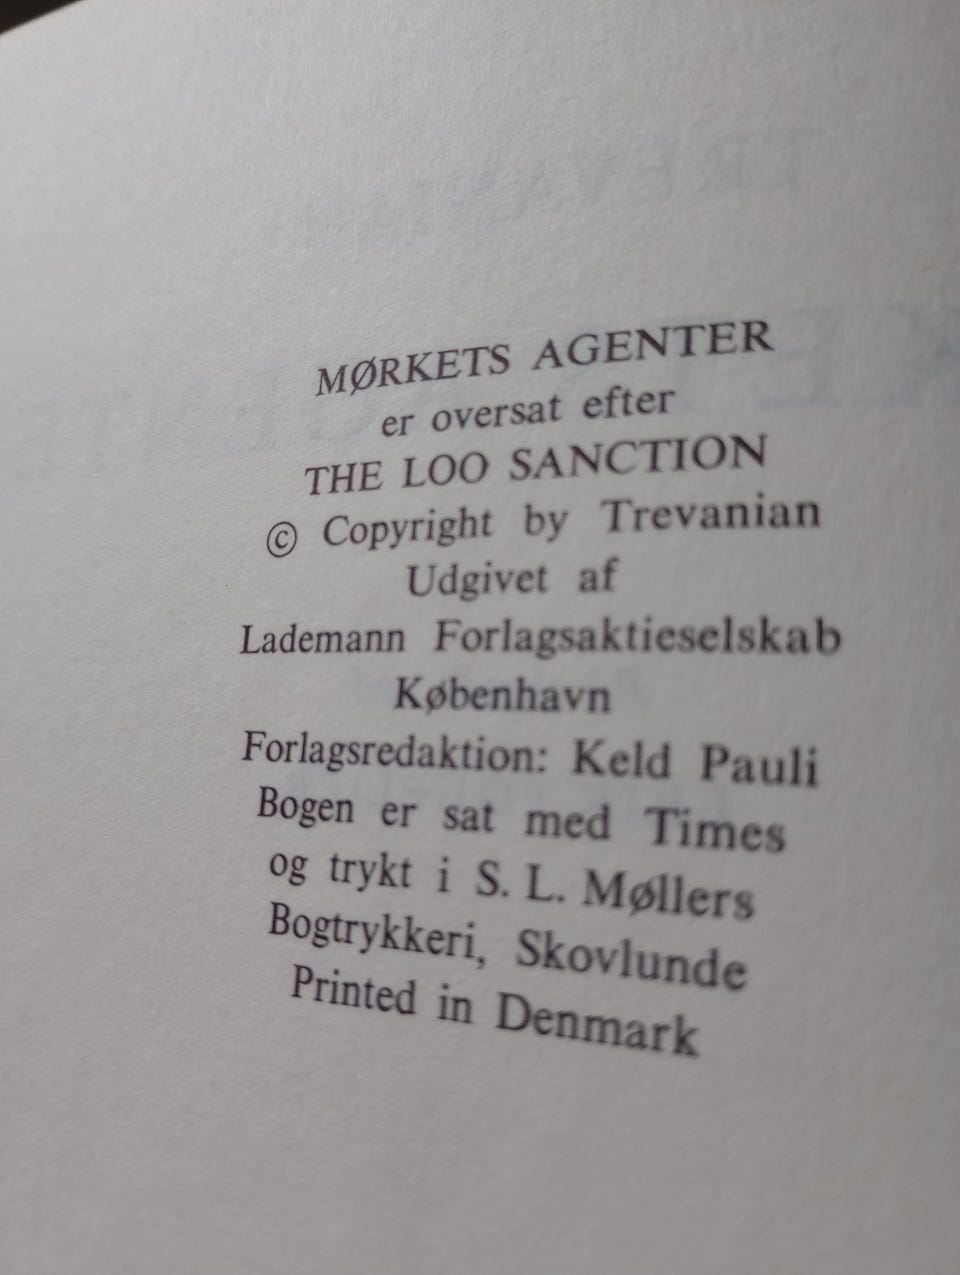 MØRKETS AGENTER
er oversat efter
THE LOO SANCTION
© Copyright by Trevanian
Udgivet af
Lademann Forlagsaktieselskab
København
Forlagsredaktion: Keld Pauli
Bogen er sat med Times
og trykt i S. L. Møllers
Bogtrykkeri, Skovlunde
Printed in Denmark